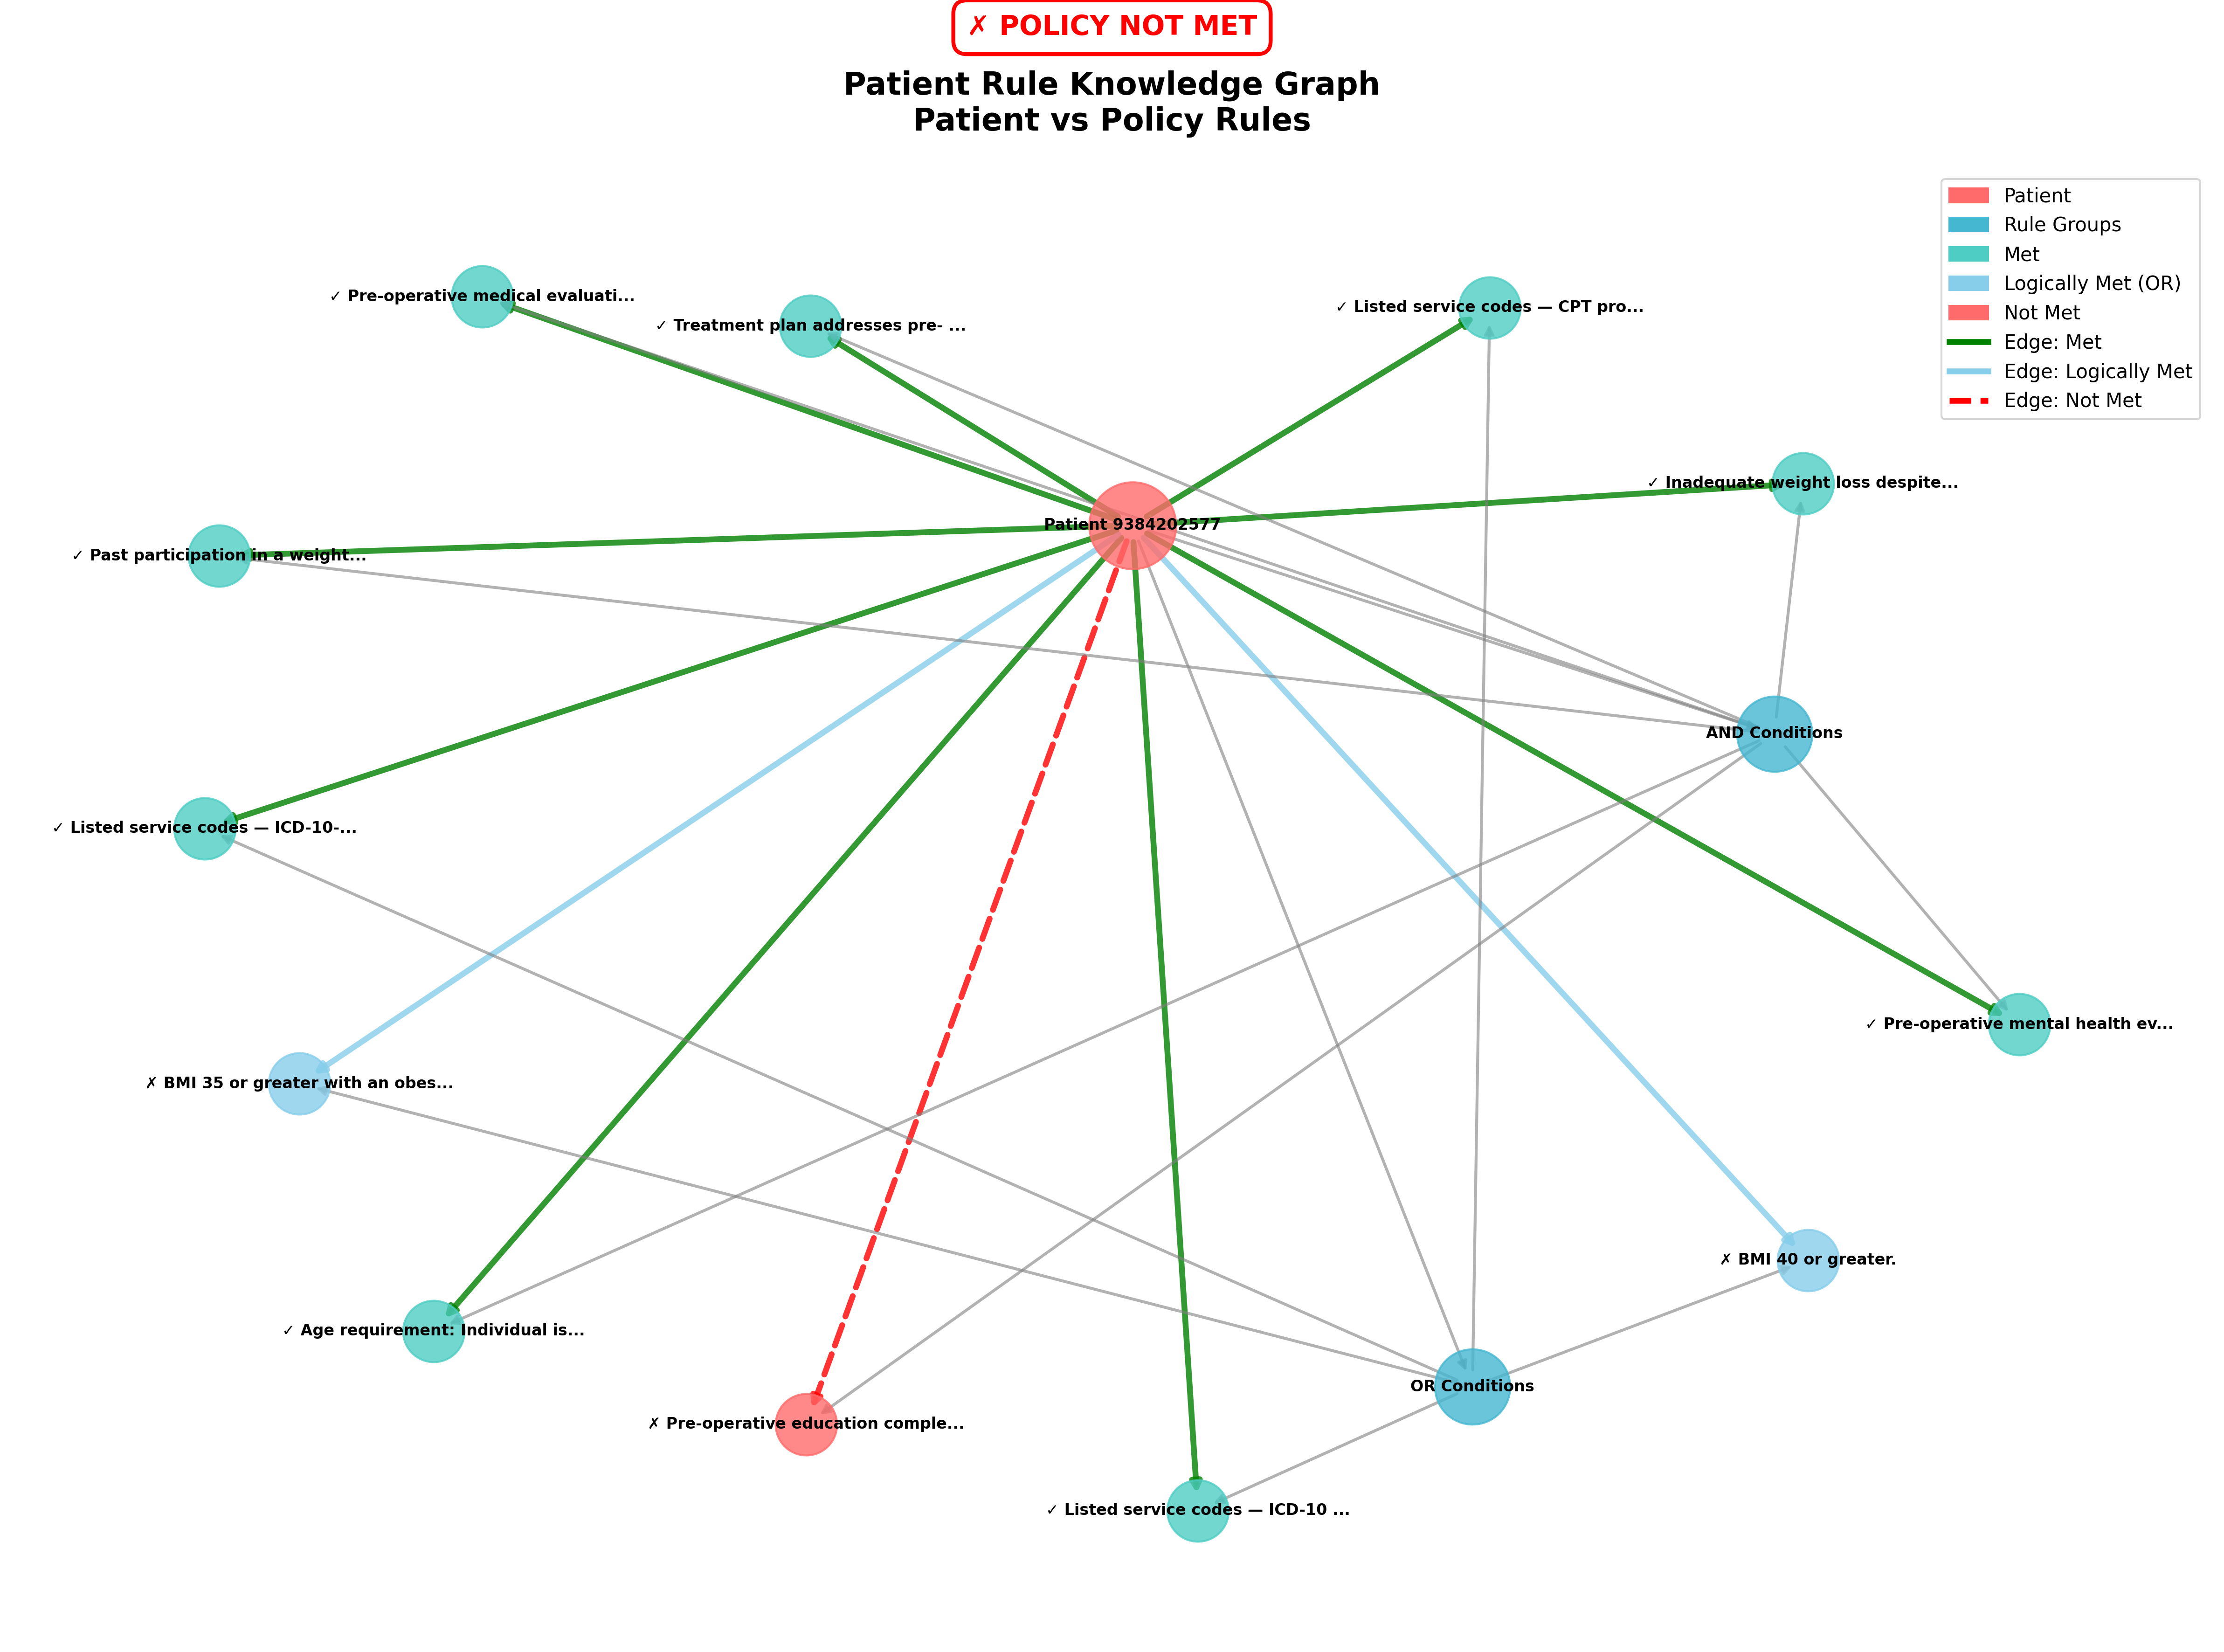 ✗ POLICY NOT MET
Patient Rule Knowledge Graph
Patient vs Policy Rules
Patient
Rule Groups
Met
Logically Met (OR)
Not Met
Edge: Met
Edge: Logically Met
Edge: Not Met
✓ Pre-operative medical evaluati...
✓ Treatment plan addresses pre- ...
✓ Listed service codes — CPT pro...
✓ Inadequate weight loss despite...
Patient 9384202577
✓ Past participation in a weight...
AND Conditions
✓ Listed service codes — ICD-10-...
✓ Pre-operative mental health ev...
✗ BMI 35 or greater with an obes...
✗ BMI 40 or greater.
✓ Age requirement: Individual is...
OR Conditions
✗ Pre-operative education comple...
✓ Listed service codes — ICD-10 ...